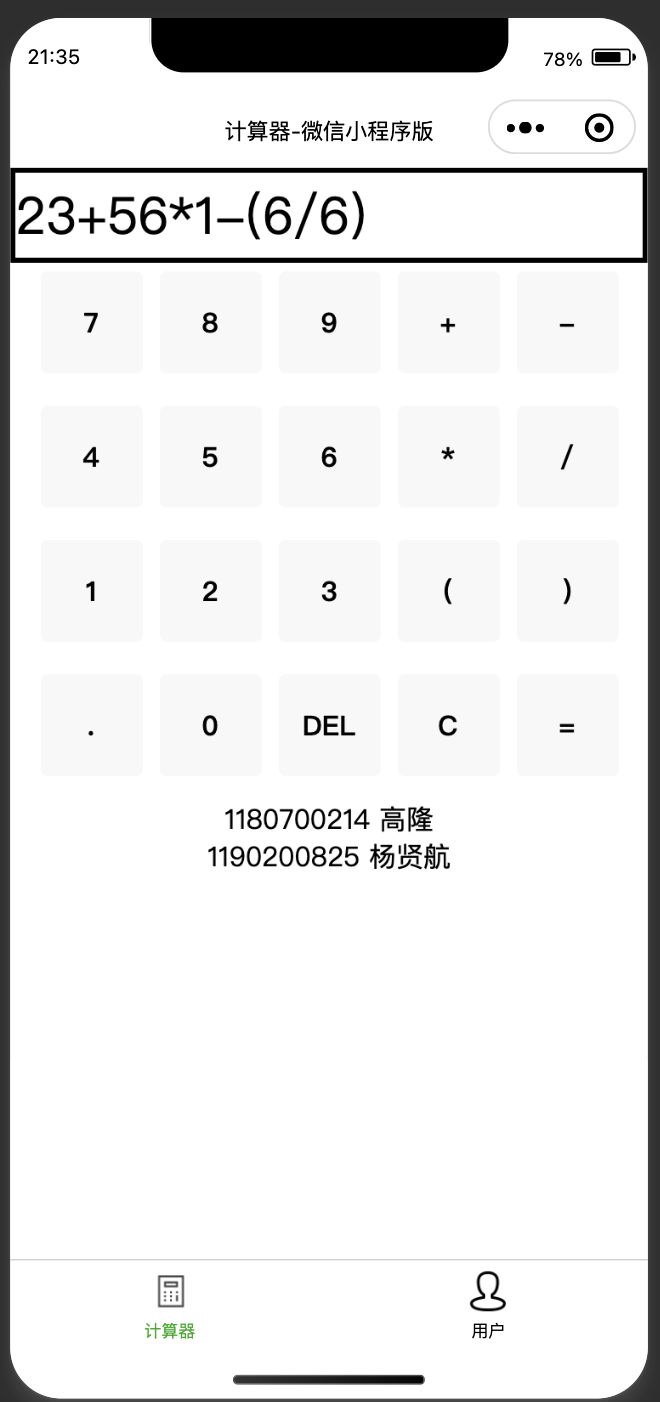 21:35 78%
计算器-微信小程序版
23+56*1–(6/6)
7 8 9 + –
4 5 6 * /
1 2 3 ( )
. 0 DEL C =
1180700214 高隆
1190200825 杨贤航
计算器 用户